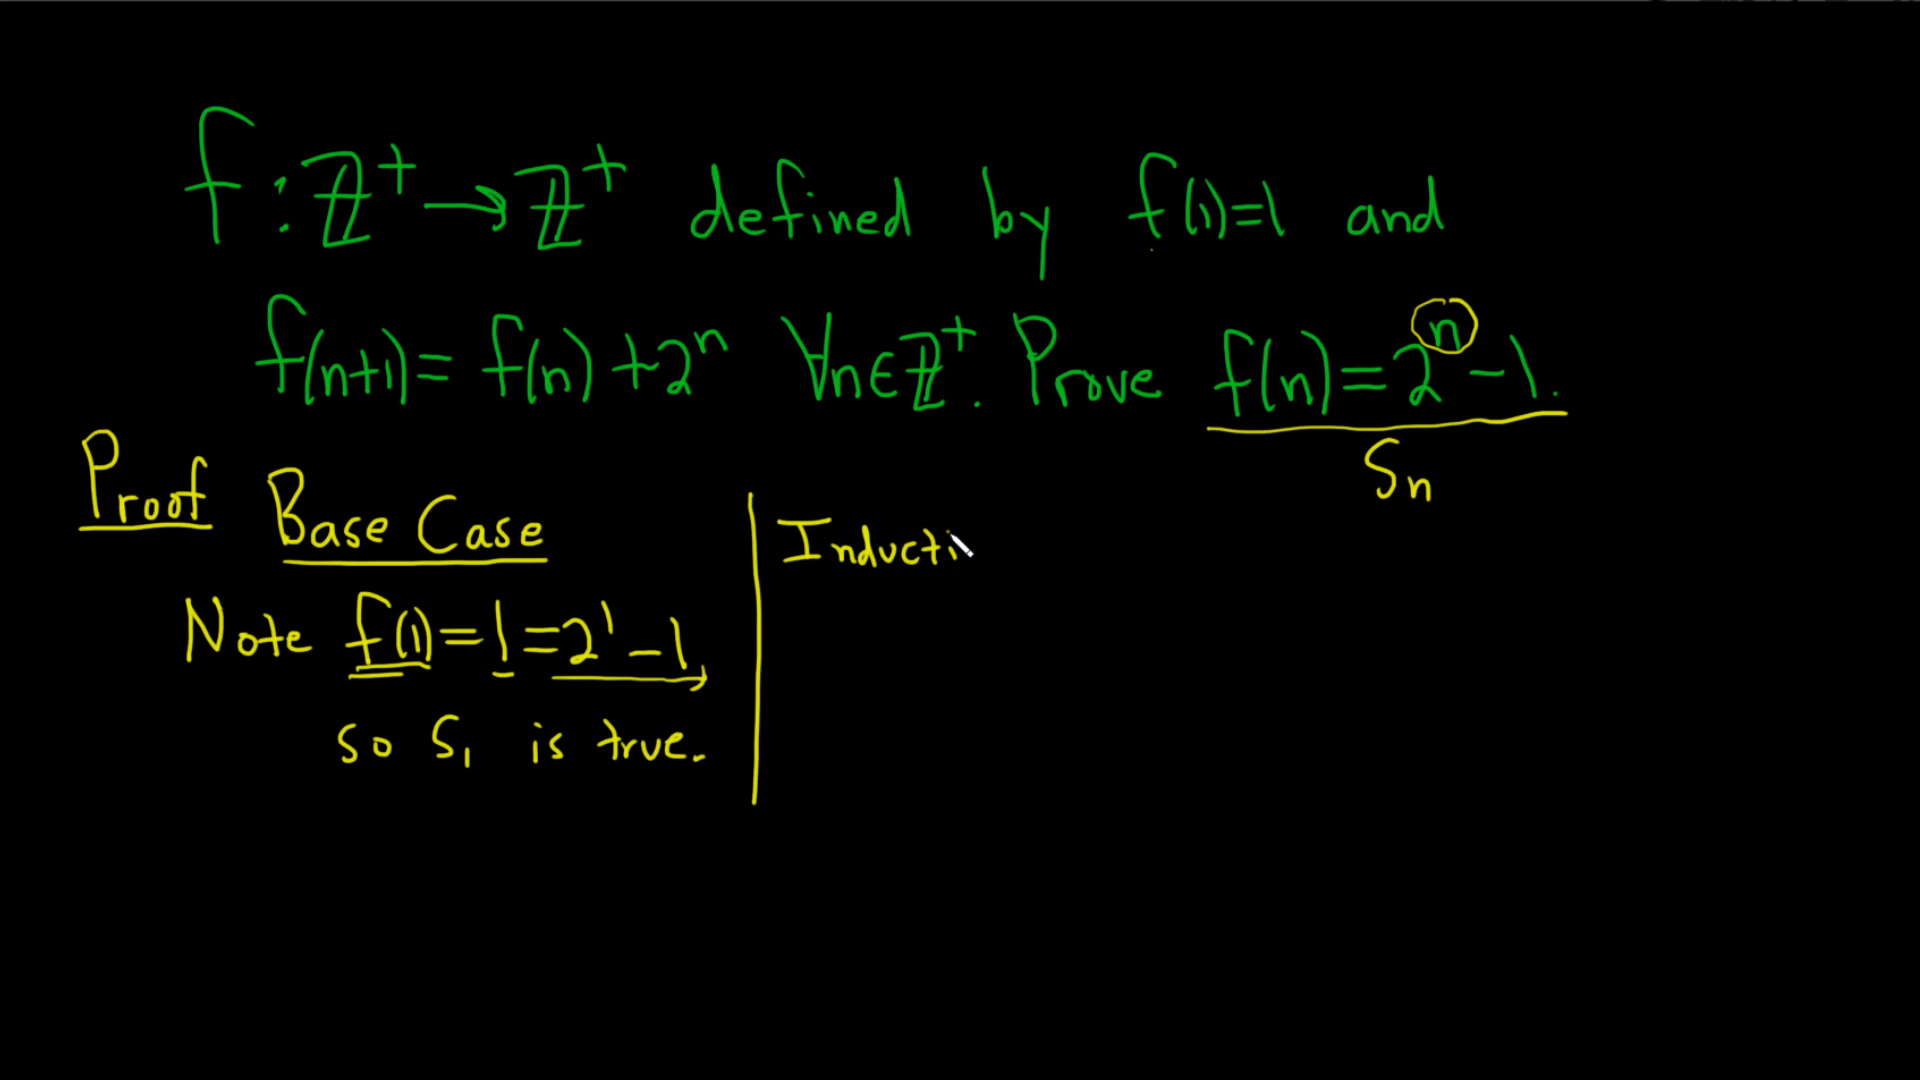 f : ℤ⁺ → ℤ⁺ defined by f(1)=1 and
f(n+1) = f(n) + 2ⁿ ∀n∈ℤ⁺. Prove f(n) = 2ⁿ - 1.
Sₙ
Proof Base Case
Note f(1) = 1 = 2¹ - 1
so S₁ is true.
Inducti